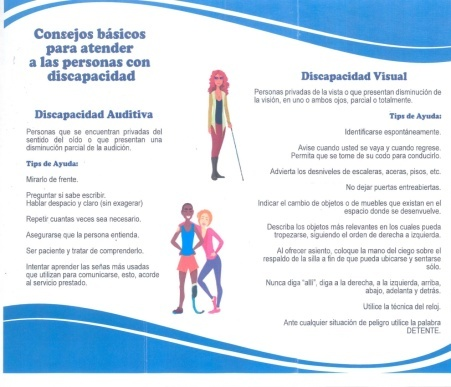 Consejos básicos
para atender
a las personas con
discapacidad
Discapacidad Auditiva
Personas que se encuentran privadas del
sentido del oído o que presentan una
disminución parcial de la audición.
Tips de Ayuda:
Mirarlo de frente.
Preguntar si sabe escribir.
Hablar despacio y claro (sin exagerar)
Repetir cuantas veces sea necesario.
Asegurarse que la persona entienda.
Ser paciente y tratar de comprenderlo.
Intentar aprender las señas más usadas
que utilizan para comunicarse, esto, acorde
al servicio prestado.
Discapacidad Visual
Personas privadas de la vista o que presentan disminución de
la visión, en uno o ambos ojos, parcial o totalmente.
Tips de Ayuda:
Identificarse espontáneamente.
Avise cuando usted se vaya y cuando regrese.
Permita que se tome de su codo para conducirlo.
Advierta los desniveles de escaleras, aceras, pisos, etc.
No dejar puertas entreabiertas.
Indicar el cambio de objetos o de muebles que existan en el
espacio donde se desenvuelve.
Describa los objetos más relevantes en los cuales pueda
tropezarse, siguiendo el orden de derecha a izquierda.
Al ofrecer asiento, coloque la mano del ciego sobre el
respaldo de la silla a fin de que pueda ubicarse y sentarse
sólo.
Nunca diga "allí", diga a la derecha, a la izquierda, arriba,
abajo, adelanta y detrás.
Utilice la técnica del reloj.
Ante cualquier situación de peligro utilice la palabra
DETENTE.